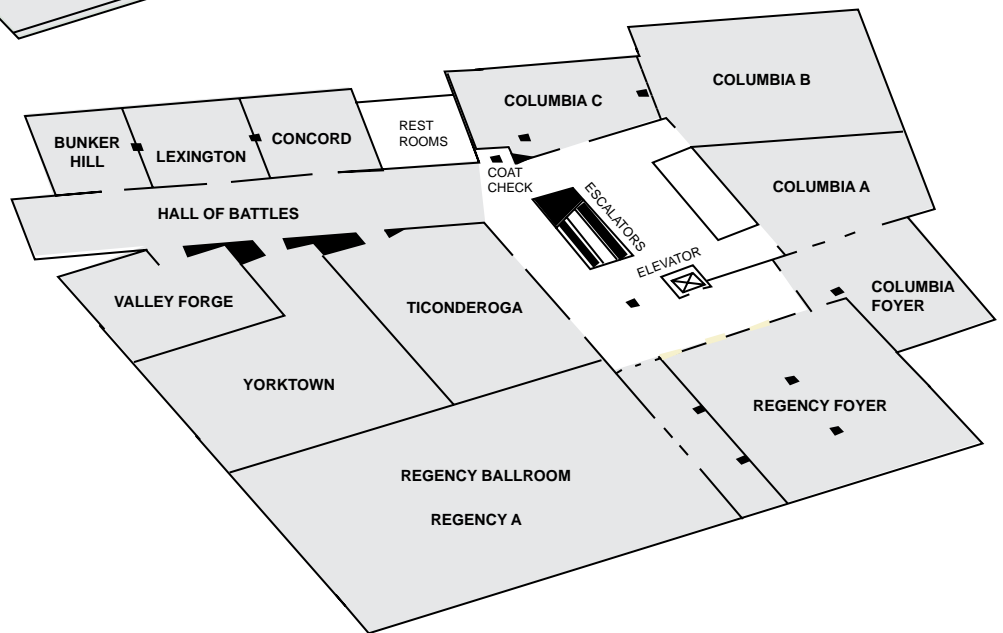 COLUMBIA B
COLUMBIA C
REST
ROOMS
CONCORD
BUNKER
HILL
LEXINGTON
COAT
CHECK
COLUMBIA A
HALL OF BATTLES
ESCALATORS
ELEVATOR
COLUMBIA
FOYER
VALLEY FORGE
TICONDEROGA
YORKTOWN
REGENCY FOYER
REGENCY BALLROOM
REGENCY A